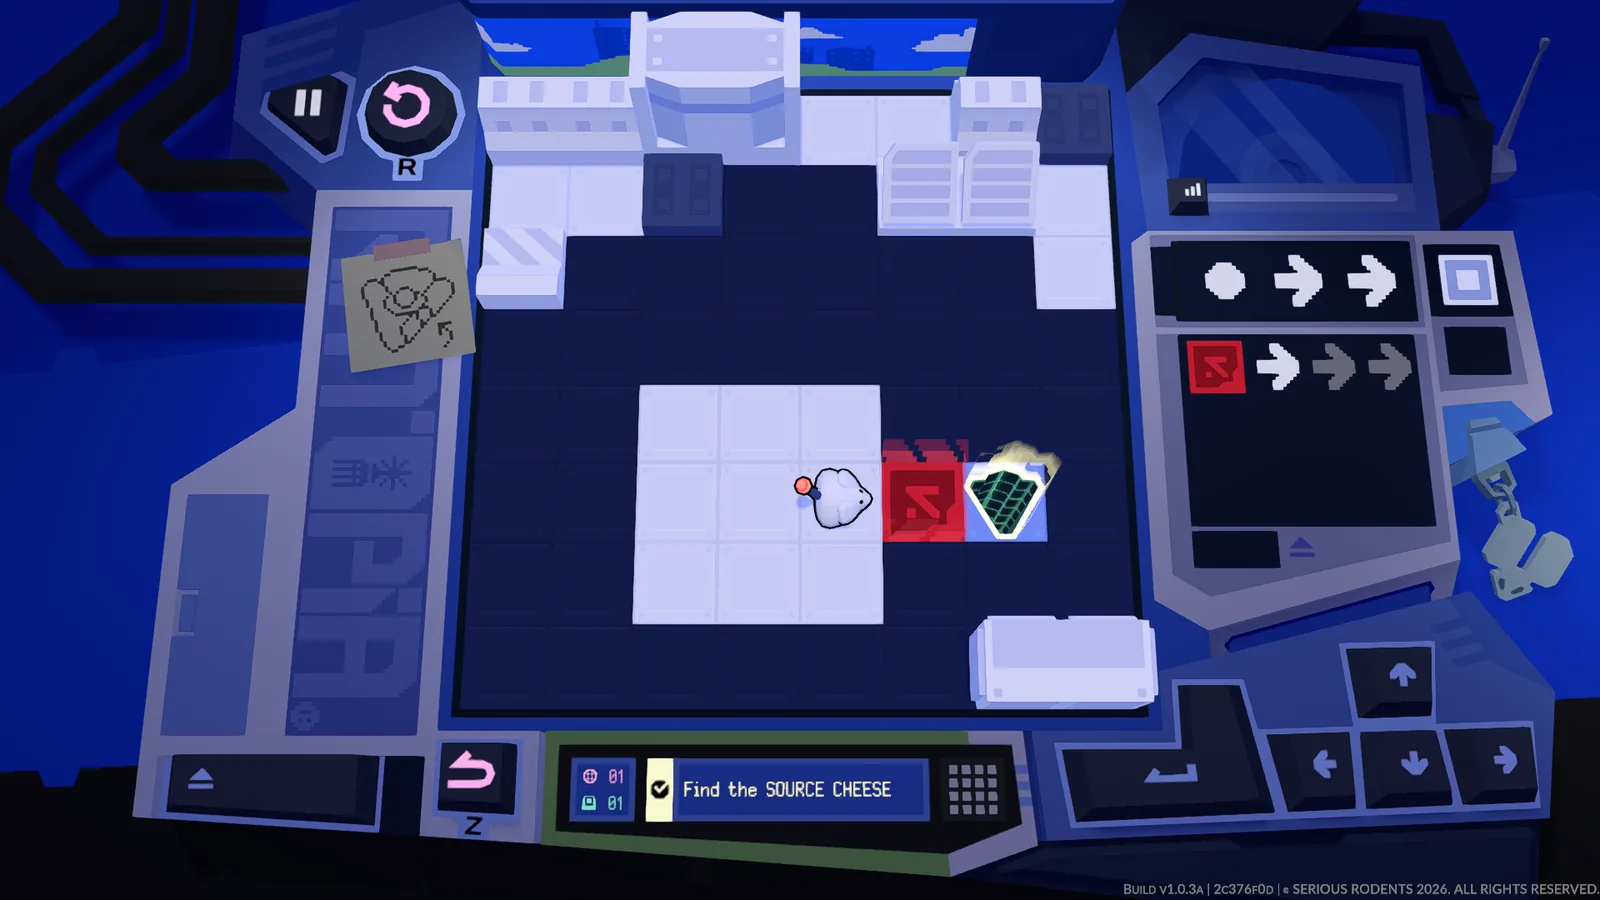 R
01
01
Find the SOURCE CHEESE
Z
BUILD V1.0.3A | 2C376F0D | © SERIOUS RODENTS 2026. ALL RIGHTS RESERVED.